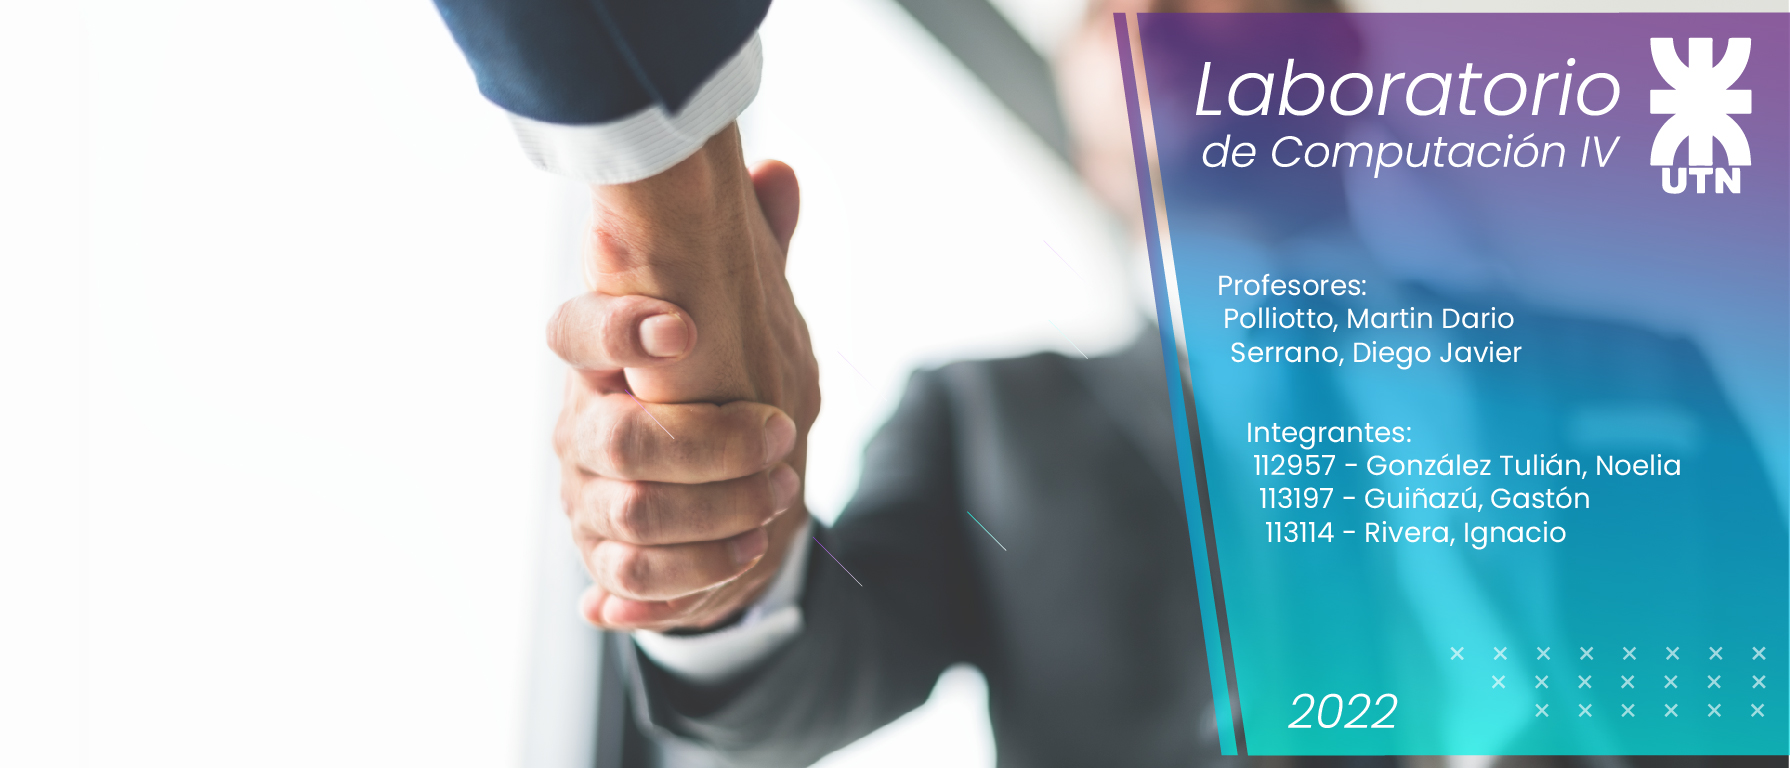 Laboratorio
de Computación IV
UTN
Profesores:
Polliotto, Martin Dario
Serrano, Diego Javier
Integrantes:
112957 - González Tulián, Noelia
113197 - Guiñazú, Gastón
113114 - Rivera, Ignacio
2022